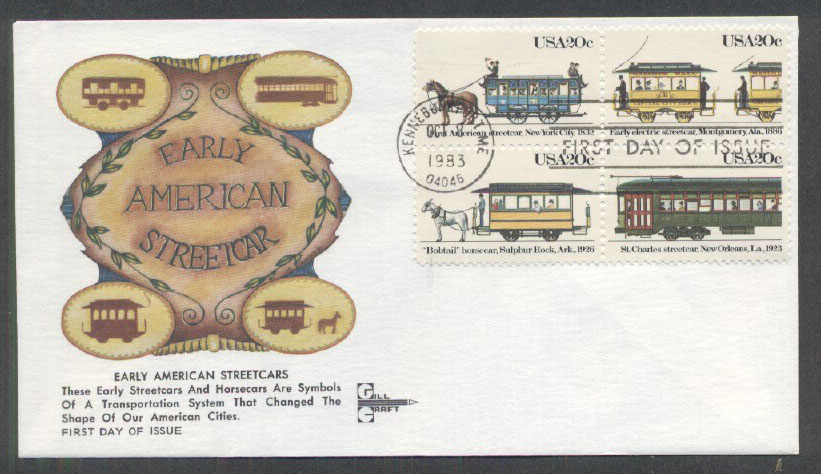 EARLY
AMERICAN
STREETCAR
EARLY AMERICAN STREETCARS
These Early Streetcars And Horsecars Are Symbols
Of A Transportation System That Changed The
Shape Of Our American Cities.
FIRST DAY OF ISSUE
GILL
CRAFT
USA20c
First American streetcar, New York City, 1832
USA20c
Early electric streetcar, Montgomery, Ala., 1886
USA20c
"Bobtail" horsecar, Sulphur Rock, Ark., 1926
USA20c
St. Charles streetcar, New Orleans, La., 1923
1983
04046
FIRST DAY OF ISSUE